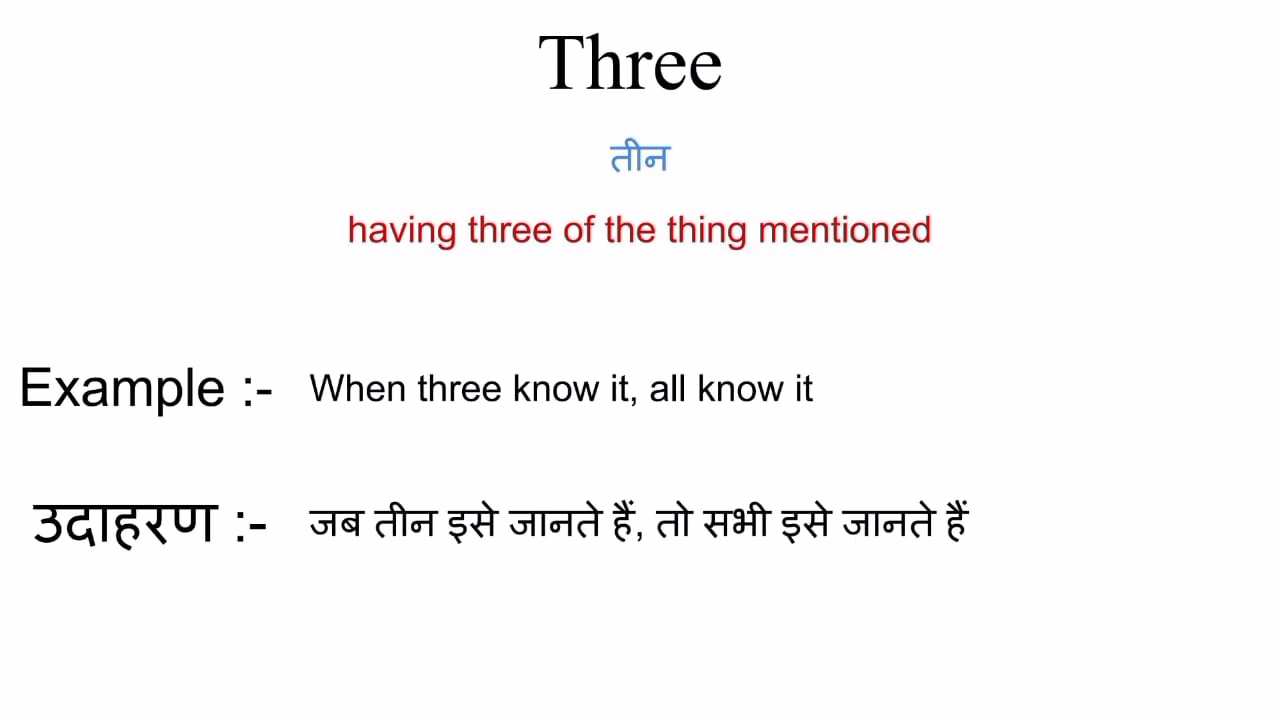 Three
तीन
having three of the thing mentioned
Example :- When three know it, all know it
उदाहरण :- जब तीन इसे जानते हैं, तो सभी इसे जानते हैं